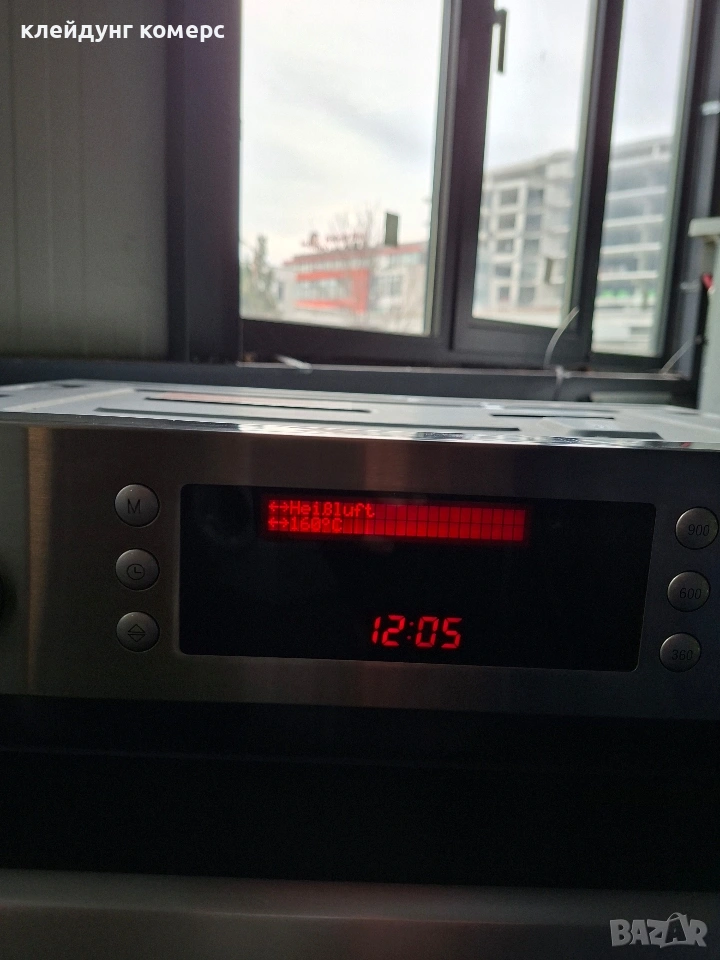 клейдунг комерс
↔Heißluft
↔160°C
M
900
600
12:05
360
BAZAR